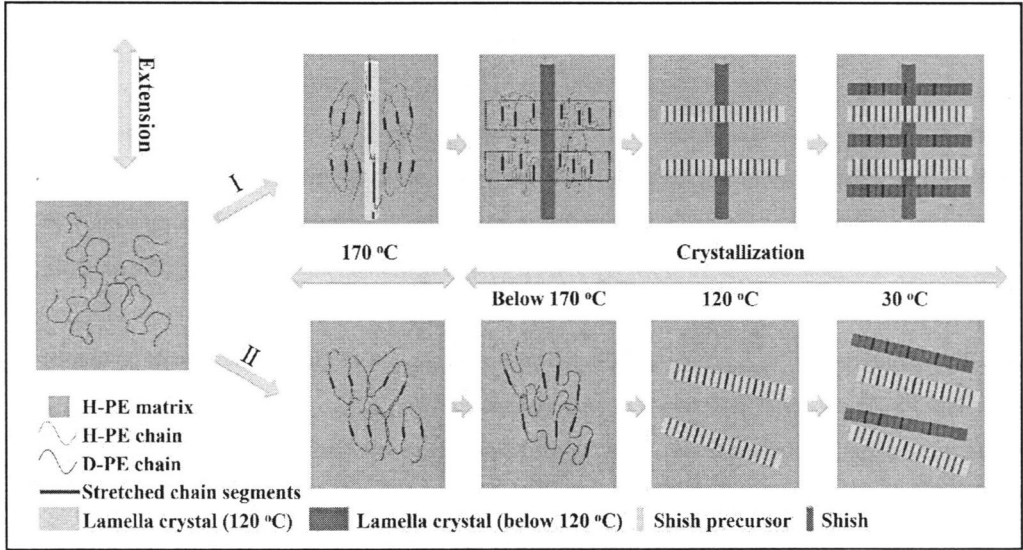 Extension
I
170 °C
Crystallization
Below 170 °C
120 °C
30 °C
II
H-PE matrix
H-PE chain
D-PE chain
Stretched chain segments
Lamella crystal (120 °C)
Lamella crystal (below 120 °C)
Shish precursor
Shish